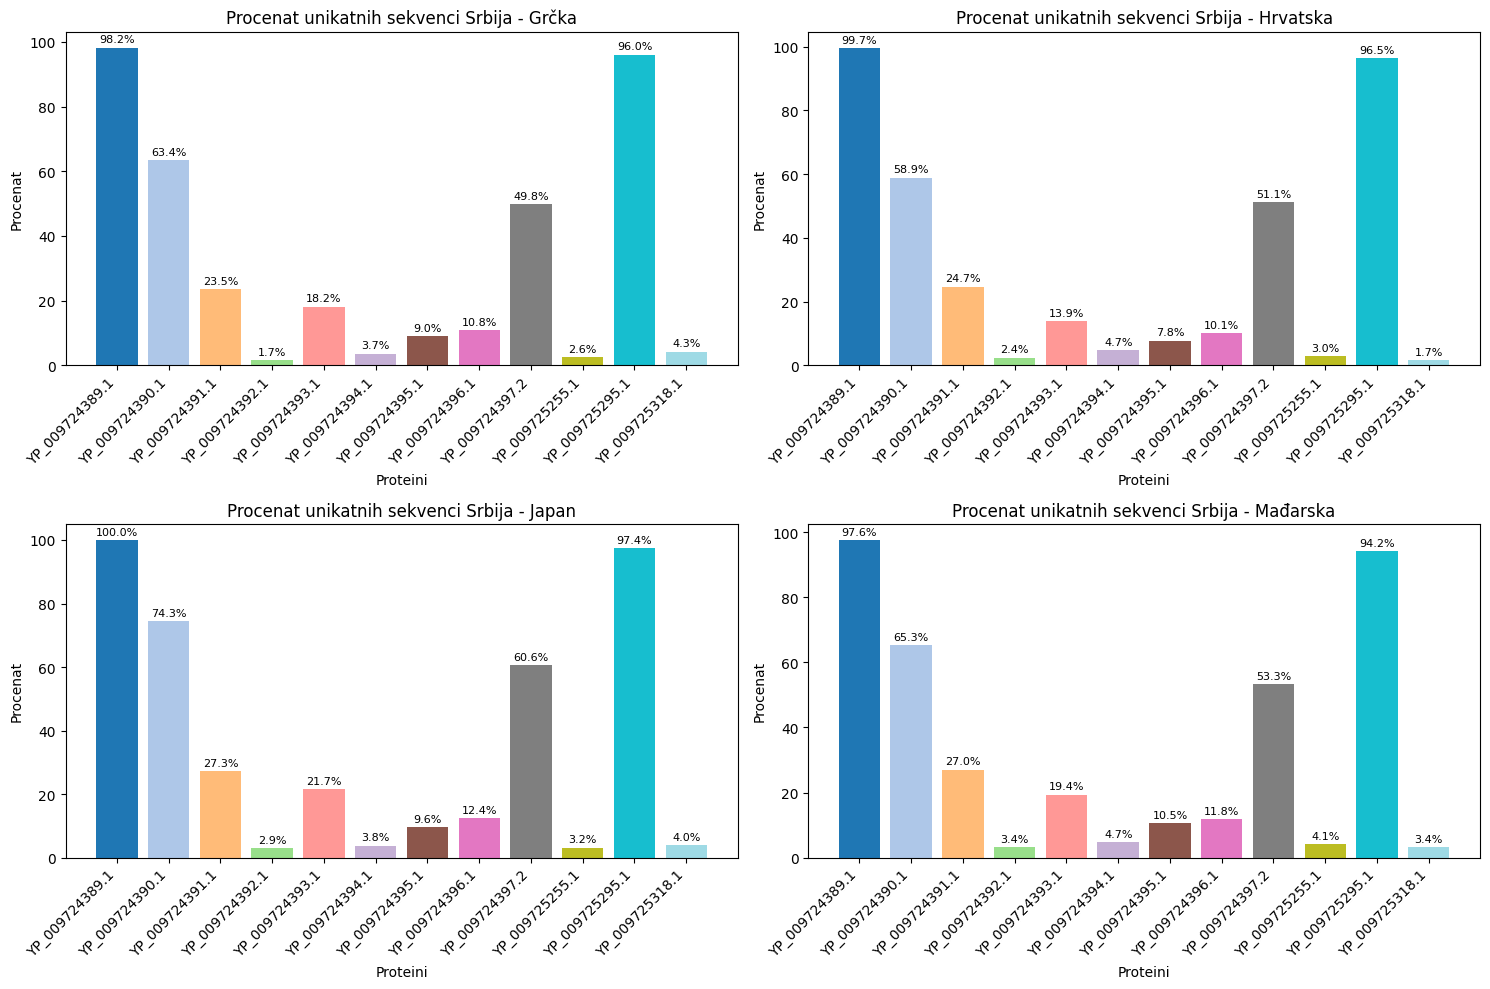 Procenat unikatnih sekvenci Srbija - Grčka
Procenat
100
80
60
40
20
0
98.2%
63.4%
23.5%
1.7%
18.2%
3.7%
9.0%
10.8%
49.8%
2.6%
96.0%
4.3%
YP_009724389.1
YP_009724390.1
YP_009724391.1
YP_009724392.1
YP_009724393.1
YP_009724394.1
YP_009724395.1
YP_009724396.1
YP_009724397.2
YP_009725255.1
YP_009725295.1
YP_009725318.1
Proteini
Procenat unikatnih sekvenci Srbija - Hrvatska
Procenat
100
80
60
40
20
0
99.7%
58.9%
24.7%
2.4%
13.9%
4.7%
7.8%
10.1%
51.1%
3.0%
96.5%
1.7%
YP_009724389.1
YP_009724390.1
YP_009724391.1
YP_009724392.1
YP_009724393.1
YP_009724394.1
YP_009724395.1
YP_009724396.1
YP_009724397.2
YP_009725255.1
YP_009725295.1
YP_009725318.1
Proteini
Procenat unikatnih sekvenci Srbija - Japan
Procenat
100
80
60
40
20
0
100.0%
74.3%
27.3%
2.9%
21.7%
3.8%
9.6%
12.4%
60.6%
3.2%
97.4%
4.0%
YP_009724389.1
YP_009724390.1
YP_009724391.1
YP_009724392.1
YP_009724393.1
YP_009724394.1
YP_009724395.1
YP_009724396.1
YP_009724397.2
YP_009725255.1
YP_009725295.1
YP_009725318.1
Proteini
Procenat unikatnih sekvenci Srbija - Mađarska
Procenat
100
80
60
40
20
0
97.6%
65.3%
27.0%
3.4%
19.4%
4.7%
10.5%
11.8%
53.3%
4.1%
94.2%
3.4%
YP_009724389.1
YP_009724390.1
YP_009724391.1
YP_009724392.1
YP_009724393.1
YP_009724394.1
YP_009724395.1
YP_009724396.1
YP_009724397.2
YP_009725255.1
YP_009725295.1
YP_009725318.1
Proteini